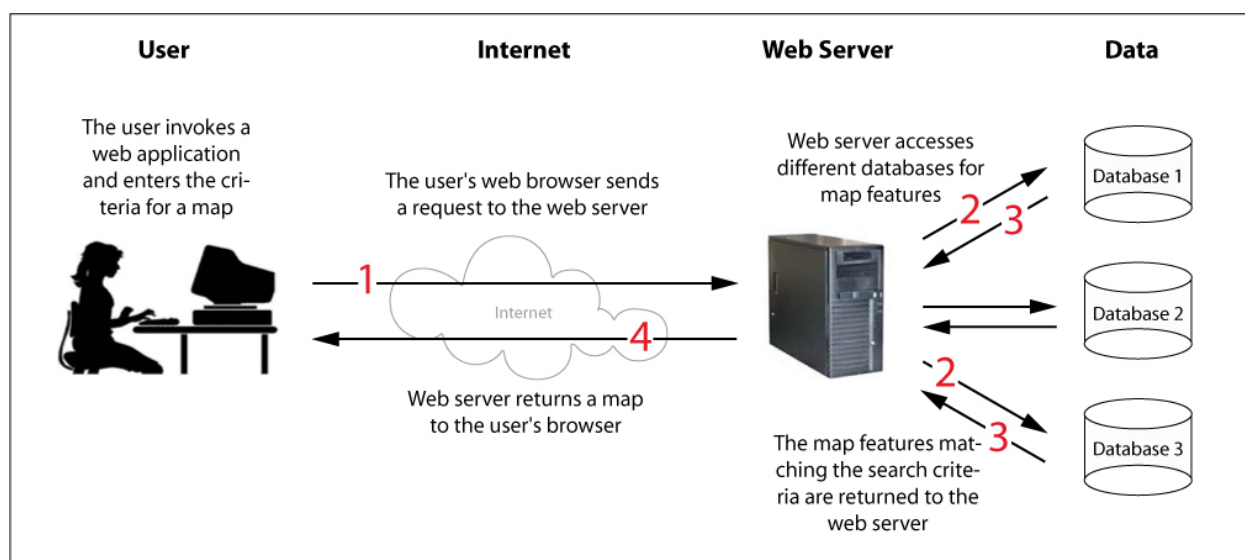 User
Internet
Web Server
Data
The user invokes a
web application
and enters the cri-
teria for a map
The user's web browser sends
a request to the web server
Web server accesses
different databases for
map features
1
Internet
4
Web server returns a map
to the user's browser
2
3
2
3
The map features mat-
ching the search crite-
ria are returned to the
web server
Database 1
Database 2
Database 3